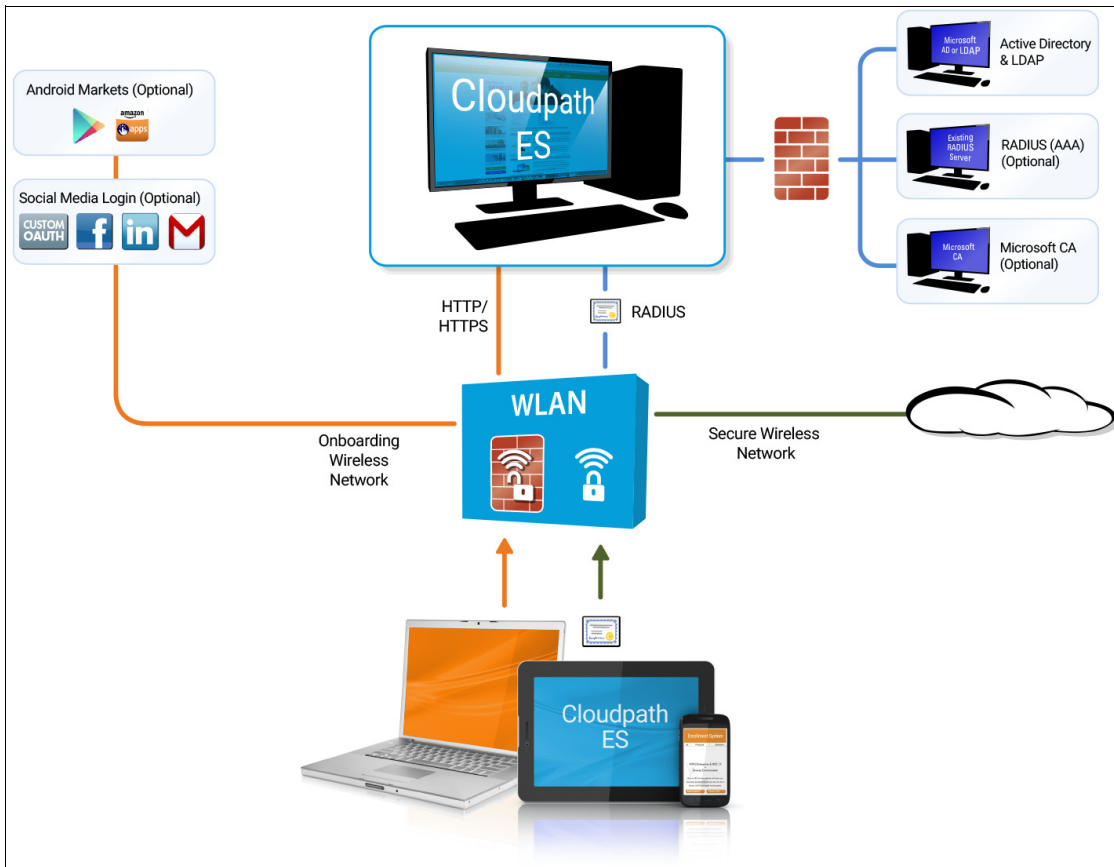 Android Markets (Optional)
amazon
apps
Social Media Login (Optional)
CUSTOM
OAUTH
f
in
Cloudpath
ES
Microsoft
AD or LDAP
Active Directory
& LDAP
Existing
RADIUS
Server
RADIUS (AAA)
(Optional)
Microsoft
CA
Microsoft CA
(Optional)
HTTP/
HTTPS
RADIUS
WLAN
Onboarding
Wireless
Network
Secure Wireless
Network
Cloudpath
ES
Enrollment System